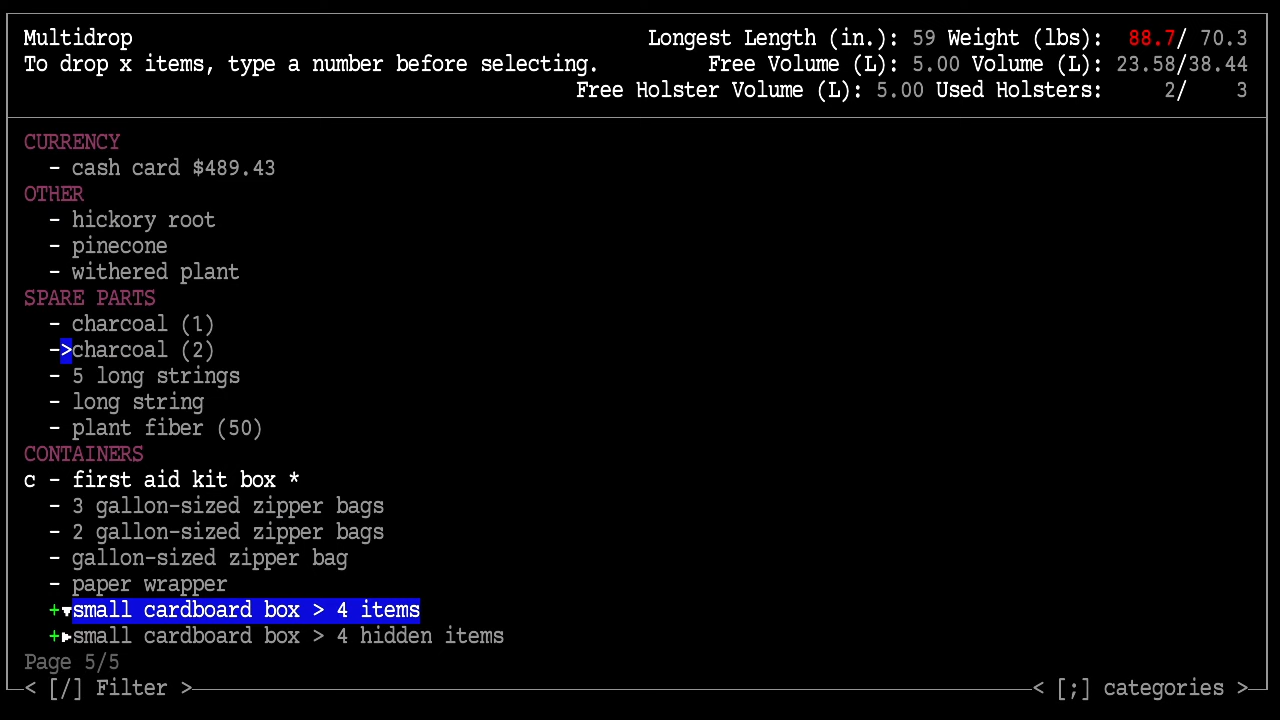 Multidrop Longest Length (in.): 59 Weight (lbs): 88.7/ 70.3
To drop x items, type a number before selecting. Free Volume (L): 5.00 Volume (L): 23.58/38.44
Free Holster Volume (L): 5.00 Used Holsters: 2/ 3
CURRENCY
- cash card $489.43
OTHER
- hickory root
- pinecone
- withered plant
SPARE PARTS
- charcoal (1)
->charcoal (2)
- 5 long strings
- long string
- plant fiber (50)
CONTAINERS
c - first aid kit box *
- 3 gallon-sized zipper bags
- 2 gallon-sized zipper bags
- gallon-sized zipper bag
- paper wrapper
+▼small cardboard box > 4 items
+▶small cardboard box > 4 hidden items
Page 5/5
< [/] Filter > < [;] categories >